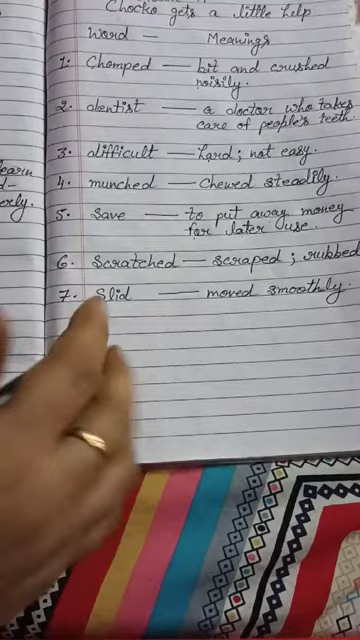 earn
d-
erly.
Chocko gets a little help
Word — Meanings
1. Chomped — bit and crushed
noisily.
2. dentist — a doctor who takes
care of people's teeth.
3. difficult — hard; not easy.
4. munched — chewed steadily.
5. Save — to put away money
for later use.
6. Scratched — scraped; rubbed
7. Slid — moved smoothly.